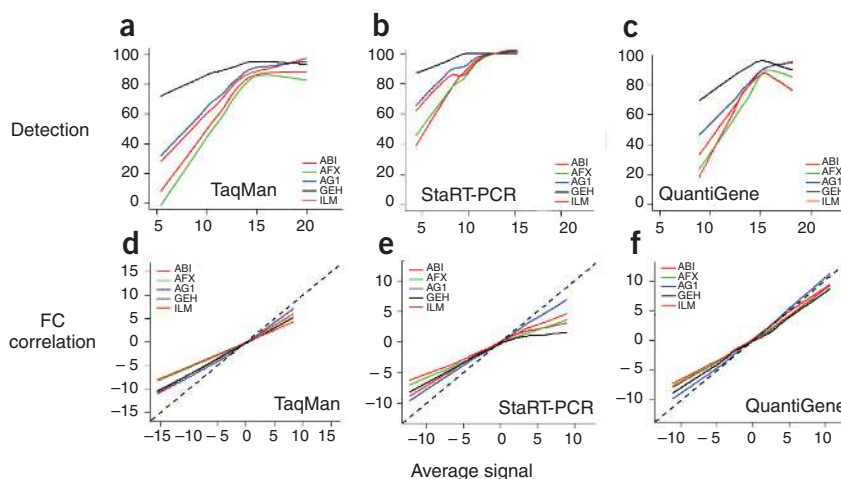 a
b
c
Detection
100
80
60
40
20
0
5
10
15
20
TaqMan
ABI
AFX
AG1
GEH
ILM
100
80
60
40
20
0
5
10
15
20
StaRT-PCR
ABI
AFX
AG1
GEH
ILM
100
80
60
40
20
0
5
10
15
20
QuantiGene
ABI
AFX
AG1
GEH
ILM
d
e
f
FC
correlation
15
10
5
0
−5
−10
−15
−15
−10
−5
0
5
10
15
TaqMan
ABI
AFX
AG1
GEH
ILM
10
5
0
−5
−10
−10
−5
0
5
10
StaRT-PCR
ABI
AFX
AG1
GEH
ILM
10
5
0
−5
−10
−10
−5
0
5
10
QuantiGene
ABI
AFX
AG1
GEH
ILM
Average signal